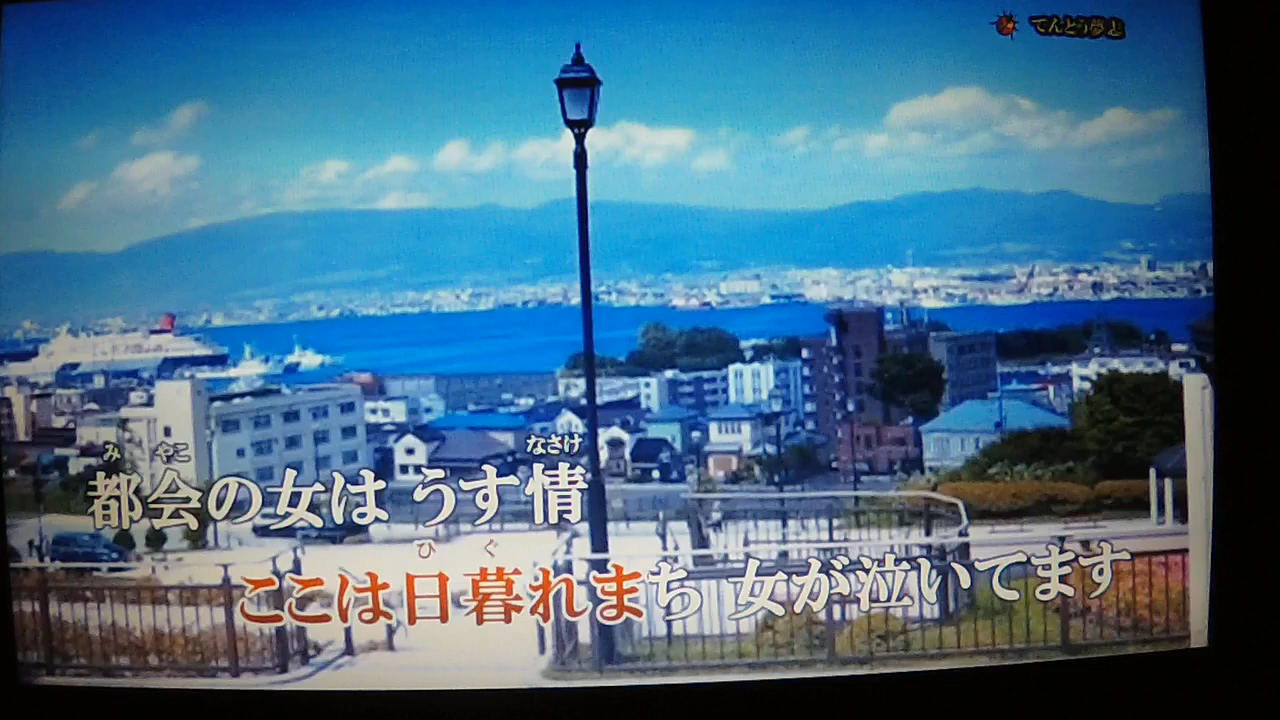 てんとう夢と
み やこ なさけ
都会の女は うす情
ひ ぐ
ここは日暮れまち 女が泣いてます